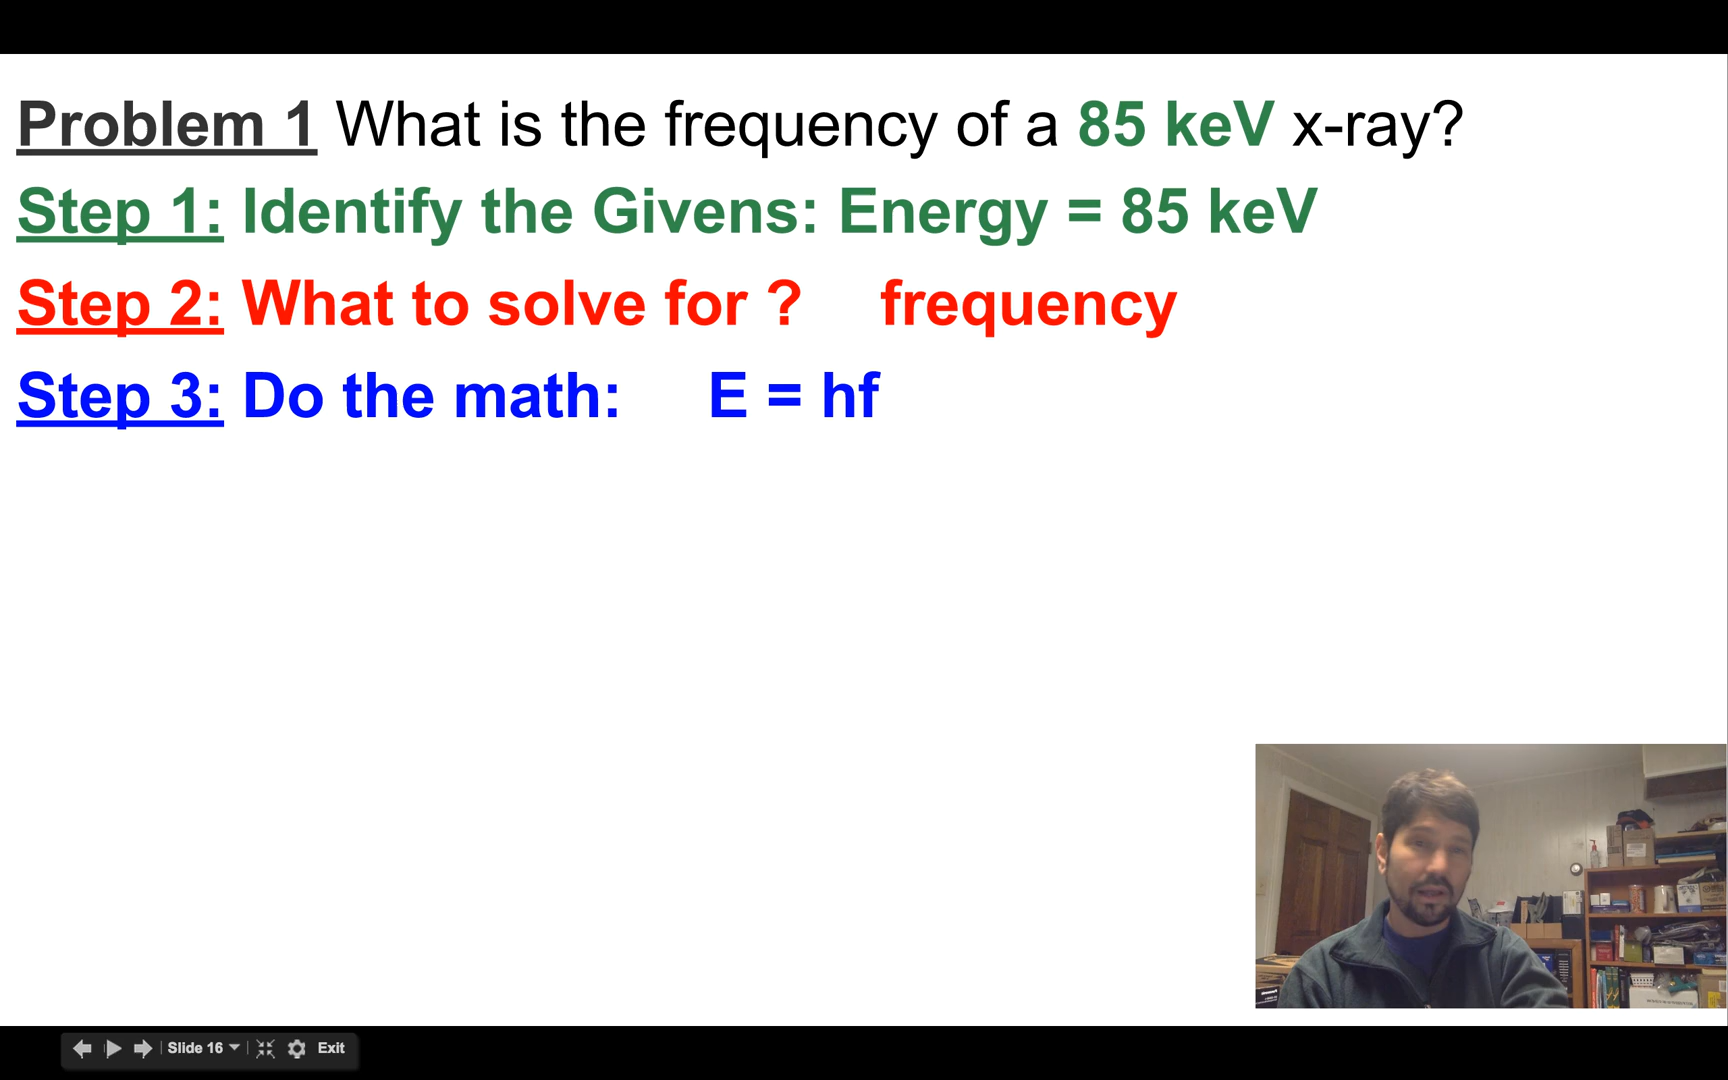 Problem 1 What is the frequency of a 85 keV x-ray?
Step 1: Identify the Givens: Energy = 85 keV
Step 2: What to solve for ? frequency
Step 3: Do the math: E = hf
Slide 16 Exit